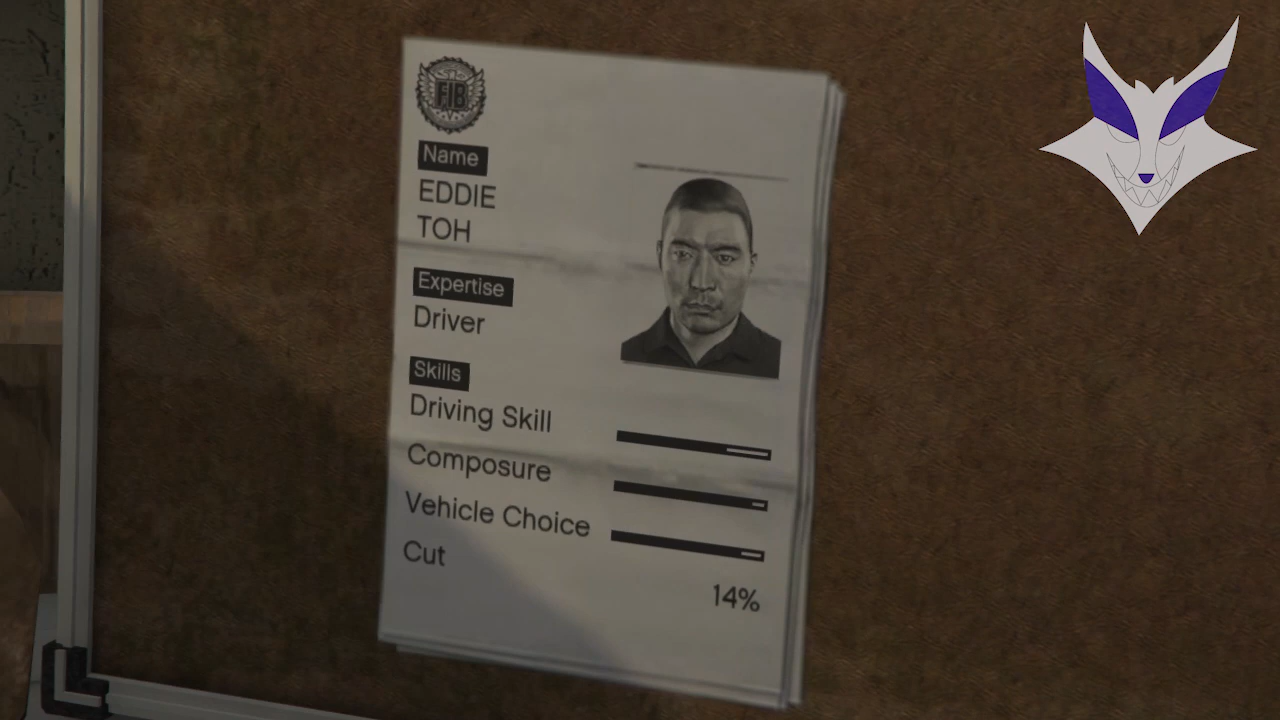 FIB
Name
EDDIE
TOH
Expertise
Driver
Skills
Driving Skill
Composure
Vehicle Choice
Cut
14%